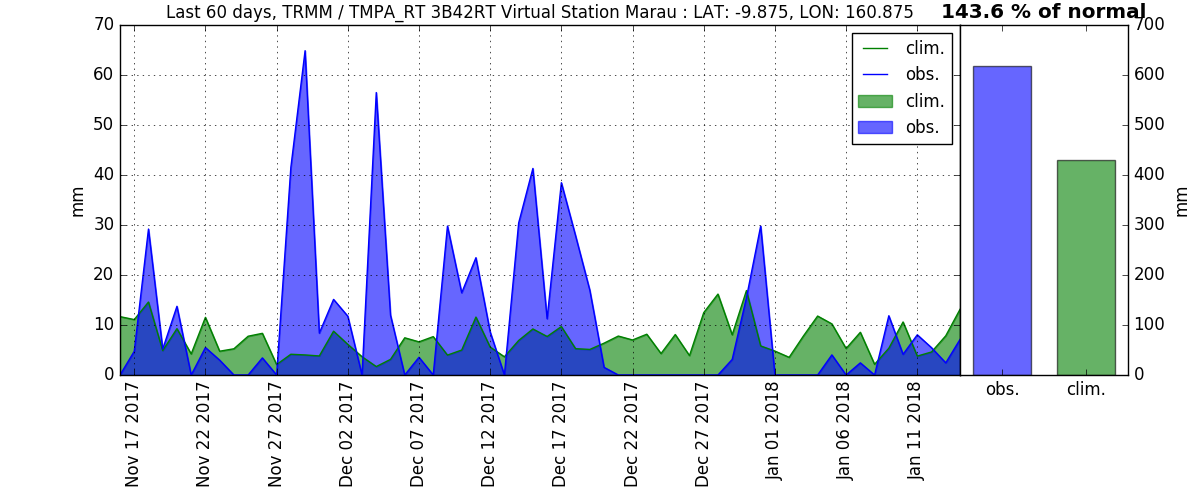 Last 60 days, TRMM / TMPA_RT 3B42RT Virtual Station Marau : LAT: -9.875, LON: 160.875
143.6 % of normal
70
60
50
40
30
20
10
0
mm
clim.
obs.
clim.
obs.
700
600
500
400
300
200
100
0
mm
obs.
clim.
Nov 17 2017
Nov 22 2017
Nov 27 2017
Dec 02 2017
Dec 07 2017
Dec 12 2017
Dec 17 2017
Dec 22 2017
Dec 27 2017
Jan 01 2018
Jan 06 2018
Jan 11 2018